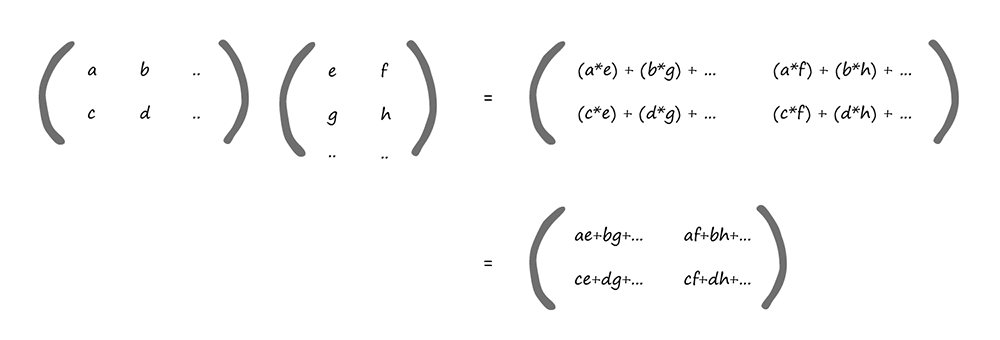 a b .. e f = (a*e) + (b*g) + ... (a*f) + (b*h) + ...
c d .. g h (c*e) + (d*g) + ... (c*f) + (d*h) + ...
.. ..
= ae+bg+... af+bh+...
ce+dg+... cf+dh+...